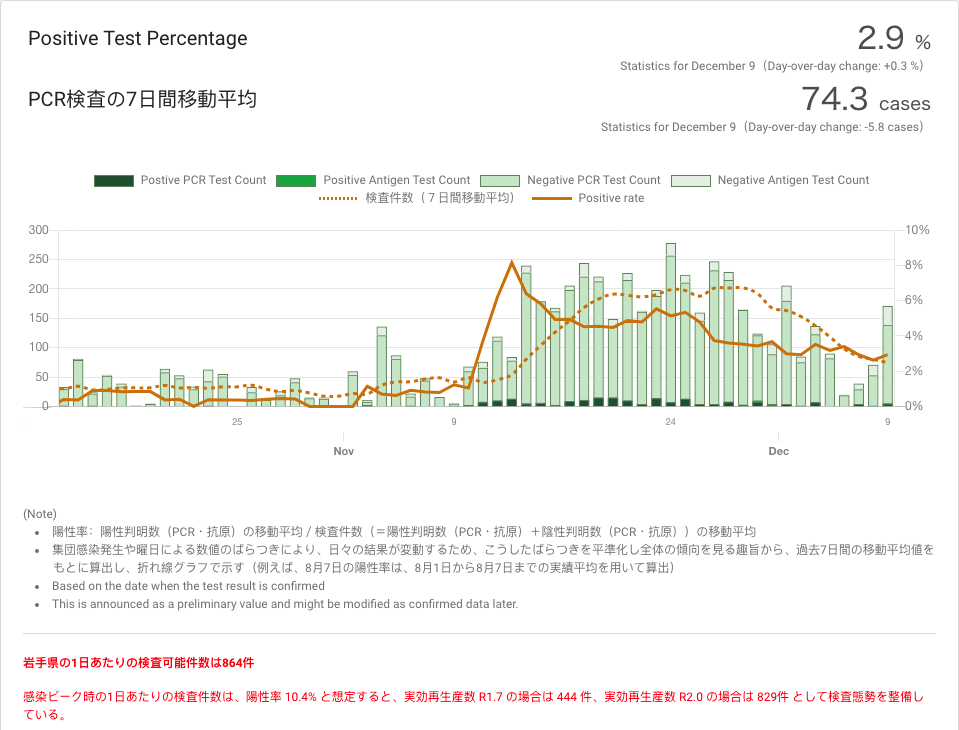 Positive Test Percentage
2.9 %
Statistics for December 9（Day-over-day change: +0.3 %）
PCR検査の7日間移動平均
74.3 cases
Statistics for December 9（Day-over-day change: -5.8 cases）
Postive PCR Test Count Positive Antigen Test Count Negative PCR Test Count Negative Antigen Test Count
検査件数（７日間移動平均） Positive rate
300 10%
250 8%
200 6%
150 4%
100
50 2%
0 0%
25 9 24 9
Nov Dec
(Note)
• 陽性率：陽性判明数（PCR・抗原）の移動平均 / 検査件数（＝陽性判明数（PCR・抗原）＋陰性判明数（PCR・抗原））の移動平均
• 集団感染発生や曜日による数値のばらつきにより、日々の結果が変動するため、こうしたばらつきを平準化し全体の傾向を見る趣旨から、過去7日間の移動平均値を
もとに算出し、折れ線グラフで示す（例えば、8月7日の陽性率は、8月1日から8月7日までの実績平均を用いて算出）
• Based on the date when the test result is confirmed
• This is announced as a preliminary value and might be modified as confirmed data later.
岩手県の1日あたりの検査可能件数は864件
感染ピーク時の1日あたりの検査件数は、陽性率 10.4% と想定すると、実効再生産数 R1.7 の場合は 444 件、実効再生産数 R2.0 の場合は 829件 として検査態勢を整備し
ている。